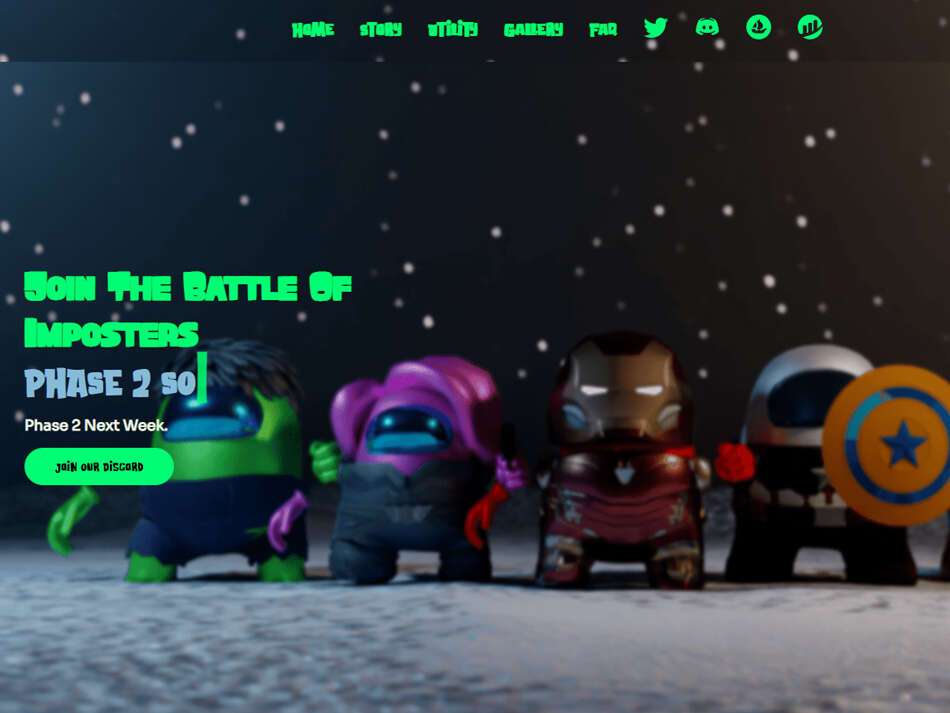 Home Story Utility Gallery FAQ
Join The Battle Of
Imposters
Phase 2 so
Phase 2 Next Week.
Join our Discord